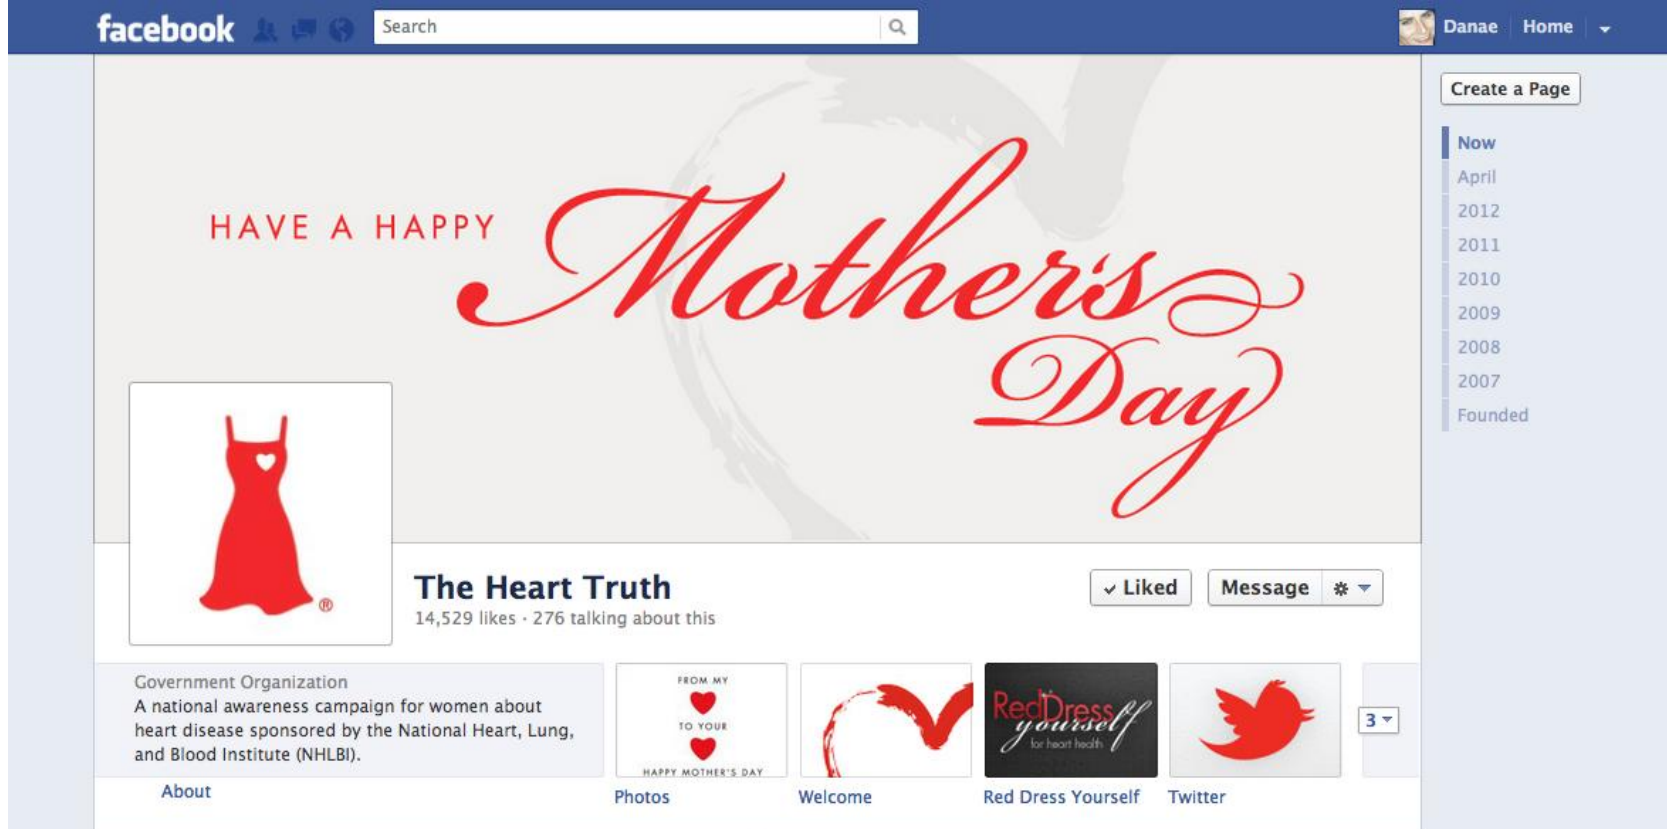 facebook
Search
Danae
Home
Create a Page
Now
April
2012
2011
2010
2009
2008
2007
Founded
HAVE A HAPPY
Mother's
Day
®
The Heart Truth
14,529 likes · 276 talking about this
Liked
Message
Government Organization
A national awareness campaign for women about
heart disease sponsored by the National Heart, Lung,
and Blood Institute (NHLBI).
About
FROM MY
TO YOUR
HAPPY MOTHER'S DAY
Photos
Welcome
RedDress
yourself
for heart health
Red Dress Yourself
Twitter
3